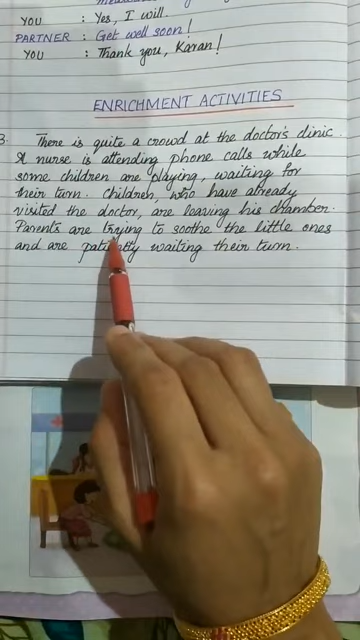 YOU : Yes, I will.
PARTNER : Get well soon!
YOU : Thank you, Karan!
ENRICHMENT ACTIVITIES
3. There is quite a crowd at the doctor's clinic.
A nurse is attending phone calls while
some children are playing, waiting for
their turn. Children, who have already
visited the doctor, are leaving his chamber.
Parents are trying to soothe the little ones
and are patiently waiting their turn.